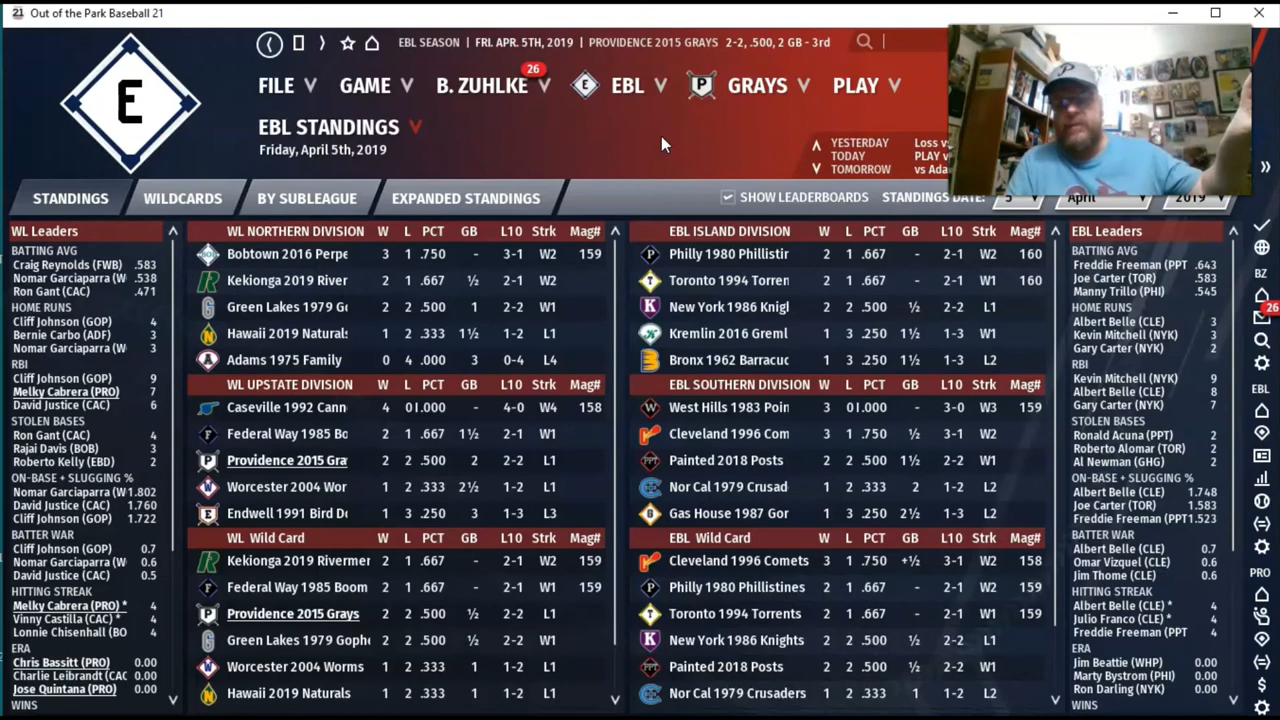 21 Out of the Park Baseball 21
EBL SEASON | FRI. APR. 5TH, 2019 | PROVIDENCE 2015 GRAYS 2-2, .500, 2 GB - 3rd
26
FILE GAME B. ZUHLKE E EBL P GRAYS PLAY
E
EBL STANDINGS
Friday, April 5th, 2019
YESTERDAY Loss v
TODAY PLAY v
TOMORROW vs Ada
STANDINGS WILDCARDS BY SUBLEAGUE EXPANDED STANDINGS
SHOW LEADERBOARDS STANDINGS DATE: 5 April 2019
WL Leaders
BATTING AVG
Craig Reynolds (FWB) .583
Nomar Garciaparra (W .538
Ron Gant (CAC) .471
HOME RUNS
Cliff Johnson (GOP) 4
Bernie Carbo (ADF) 3
Nomar Garciaparra (W 3
RBI
Cliff Johnson (GOP) 9
Melky Cabrera (PRO) 7
David Justice (CAC) 6
STOLEN BASES
Ron Gant (CAC) 4
Rajai Davis (BOB) 3
Roberto Kelly (EBD) 2
ON-BASE + SLUGGING %
Nomar Garciaparra (W 1.802
David Justice (CAC) 1.760
Cliff Johnson (GOP) 1.722
BATTER WAR
Cliff Johnson (GOP) 0.7
Nomar Garciaparra (W 0.6
David Justice (CAC) 0.5
HITTING STREAK
Melky Cabrera (PRO) * 4
Vinny Castilla (CAC) * 4
Lonnie Chisenhall (BO 4
ERA
Chris Bassitt (PRO) 0.00
Charlie Leibrandt (CAC 0.00
Jose Quintana (PRO) 0.00
WINS
WL NORTHERN DIVISION W L PCT GB L10 Strk Mag#
Bobtown 2016 Perpe 3 1 .750 - 3-1 W2 159
Kekionga 2019 River 2 1 .667 ½ 2-1 W2
Green Lakes 1979 Go 2 2 .500 1 2-2 W1
Hawaii 2019 Naturals 1 2 .333 1½ 1-2 L1
Adams 1975 Family 0 4 .000 3 0-4 L4
WL UPSTATE DIVISION W L PCT GB L10 Strk Mag#
Caseville 1992 Cann 4 0 1.000 - 4-0 W4 158
Federal Way 1985 Bo 2 1 .667 1½ 2-1 W1
Providence 2015 Gra 2 2 .500 2 2-2 L1
Worcester 2004 Wor 1 2 .333 2½ 1-2 L1
Endwell 1991 Bird Do 1 3 .250 3 1-3 L3
WL Wild Card W L PCT GB L10 Strk Mag#
Kekionga 2019 Rivermer 2 1 .667 - 2-1 W2 159
Federal Way 1985 Boom 2 1 .667 - 2-1 W1 159
Providence 2015 Grays 2 2 .500 ½ 2-2 L1
Green Lakes 1979 Gophe 2 2 .500 ½ 2-2 W1
Worcester 2004 Worms 1 2 .333 1 1-2 L1
Hawaii 2019 Naturals 1 2 .333 1 1-2 L1
EBL ISLAND DIVISION W L PCT GB L10 Strk Mag#
Philly 1980 Phillistir 2 1 .667 - 2-1 W2 160
Toronto 1994 Torren 2 1 .667 - 2-1 W1 160
New York 1986 Knigl 2 2 .500 ½ 2-2 L1
Kremlin 2016 Greml 1 3 .250 1½ 1-3 W1
Bronx 1962 Barracuc 1 3 .250 1½ 1-3 L2
EBL SOUTHERN DIVISION W L PCT GB L10 Strk Mag#
West Hills 1983 Poin 3 0 1.000 - 3-0 W3 159
Cleveland 1996 Com 3 1 .750 ½ 3-1 W2
Painted 2018 Posts 2 2 .500 1½ 2-2 W1
Nor Cal 1979 Crusad 1 2 .333 2 1-2 L2
Gas House 1987 Gor 1 3 .250 2½ 1-3 L2
EBL Wild Card W L PCT GB L10 Strk Mag#
Cleveland 1996 Comets 3 1 .750 +½ 3-1 W2 158
Philly 1980 Phillistines 2 1 .667 - 2-1 W2 159
Toronto 1994 Torrents 2 1 .667 - 2-1 W1 159
New York 1986 Knights 2 2 .500 ½ 2-2 L1
Painted 2018 Posts 2 2 .500 ½ 2-2 W1
Nor Cal 1979 Crusaders 1 2 .333 1 1-2 L2
EBL Leaders
BATTING AVG
Freddie Freeman (PPT .643
Joe Carter (TOR) .583
Manny Trillo (PHI) .545
HOME RUNS
Albert Belle (CLE) 3
Kevin Mitchell (NYK) 3
Gary Carter (NYK) 2
RBI
Kevin Mitchell (NYK) 9
Albert Belle (CLE) 8
Gary Carter (NYK) 7
STOLEN BASES
Ronald Acuna (PPT) 2
Roberto Alomar (TOR) 2
Al Newman (GHG) 2
ON-BASE + SLUGGING %
Albert Belle (CLE) 1.748
Joe Carter (TOR) 1.583
Freddie Freeman (PPT 1.523
BATTER WAR
Albert Belle (CLE) 0.7
Omar Vizquel (CLE) 0.6
Jim Thome (CLE) 0.6
HITTING STREAK
Albert Belle (CLE) * 4
Julio Franco (CLE) * 4
Freddie Freeman (PPT 4
ERA
Jim Beattie (WHP) 0.00
Marty Bystrom (PHI) 0.00
Ron Darling (NYK) 0.00
WINS
BZ
26
EBL
PRO